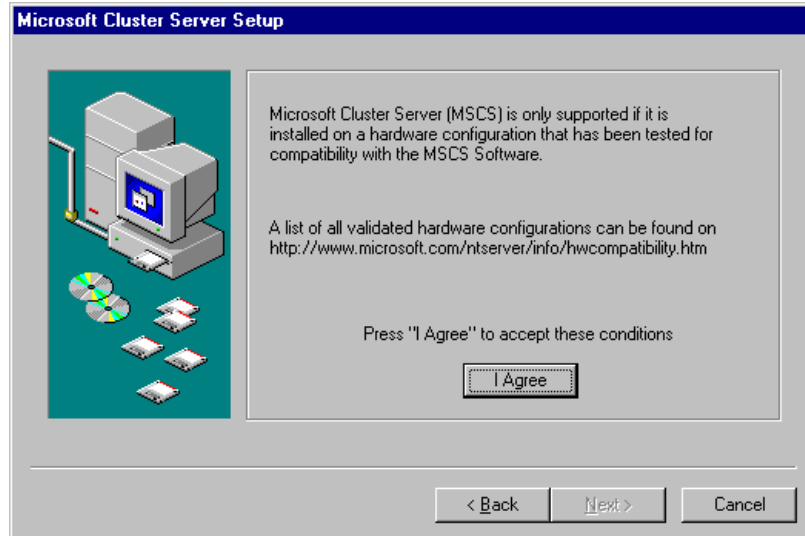 Microsoft Cluster Server Setup
Microsoft Cluster Server (MSCS) is only supported if it is
installed on a hardware configuration that has been tested for
compatibility with the MSCS Software.
A list of all validated hardware configurations can be found on
http://www.microsoft.com/ntserver/info/hwcompatibility.htm
Press "I Agree" to accept these conditions
I Agree
< Back
Next >
Cancel